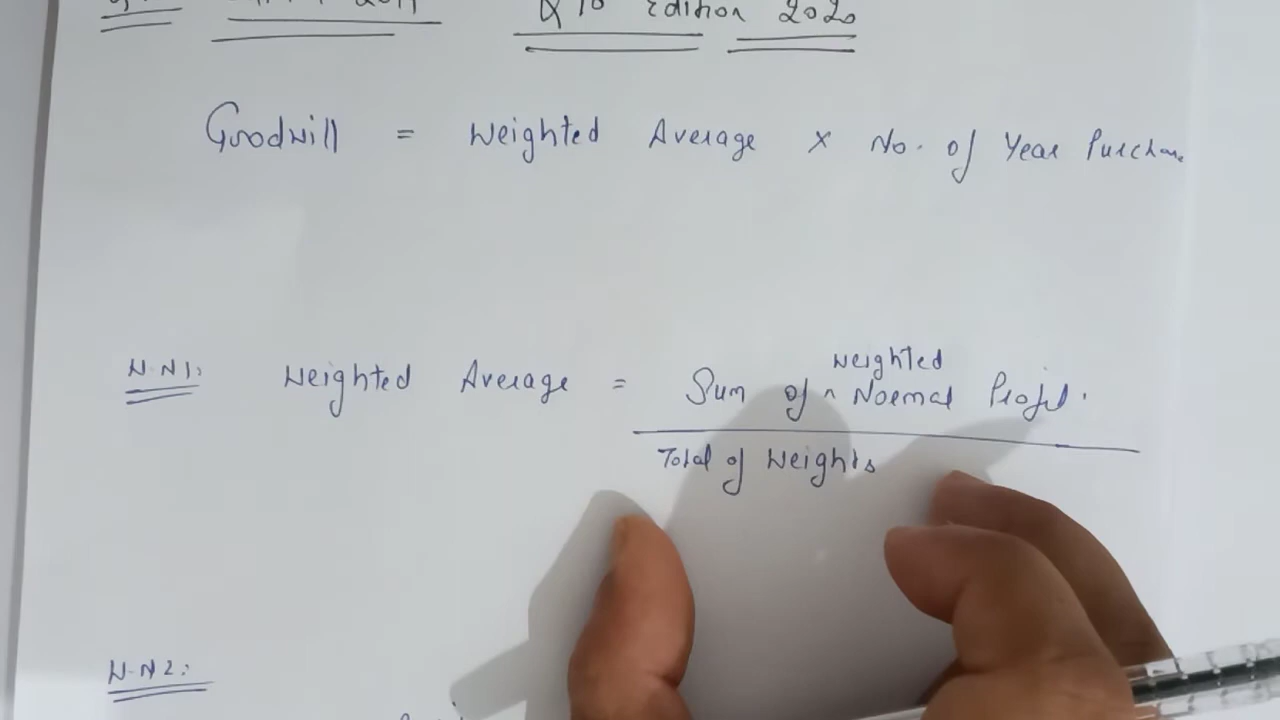 Edition 2020
Goodwill = Weighted Average x No. of Year Purchase
W.N1: Weighted Average = Sum of ^ Normal Profit.
weighted
Total of Weights
W.N2: